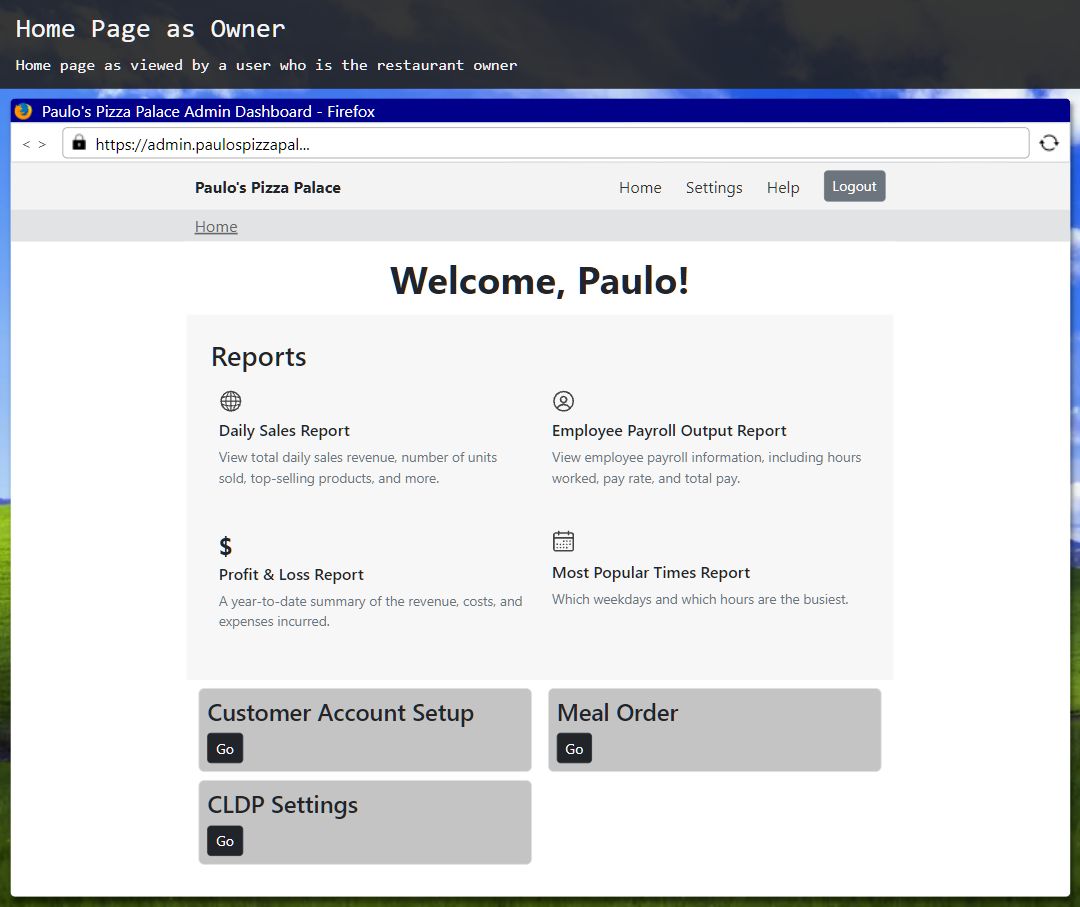 Home Page as Owner
Home page as viewed by a user who is the restaurant owner
Paulo's Pizza Palace Admin Dashboard - Firefox
< > https://admin.paulospizzapal...
Paulo's Pizza Palace Home Settings Help Logout
Home
Welcome, Paulo!
Reports
Daily Sales Report
View total daily sales revenue, number of units
sold, top-selling products, and more.
Employee Payroll Output Report
View employee payroll information, including hours
worked, pay rate, and total pay.
$
Profit & Loss Report
A year-to-date summary of the revenue, costs, and
expenses incurred.
Most Popular Times Report
Which weekdays and which hours are the busiest.
Customer Account Setup
Go
Meal Order
Go
CLDP Settings
Go